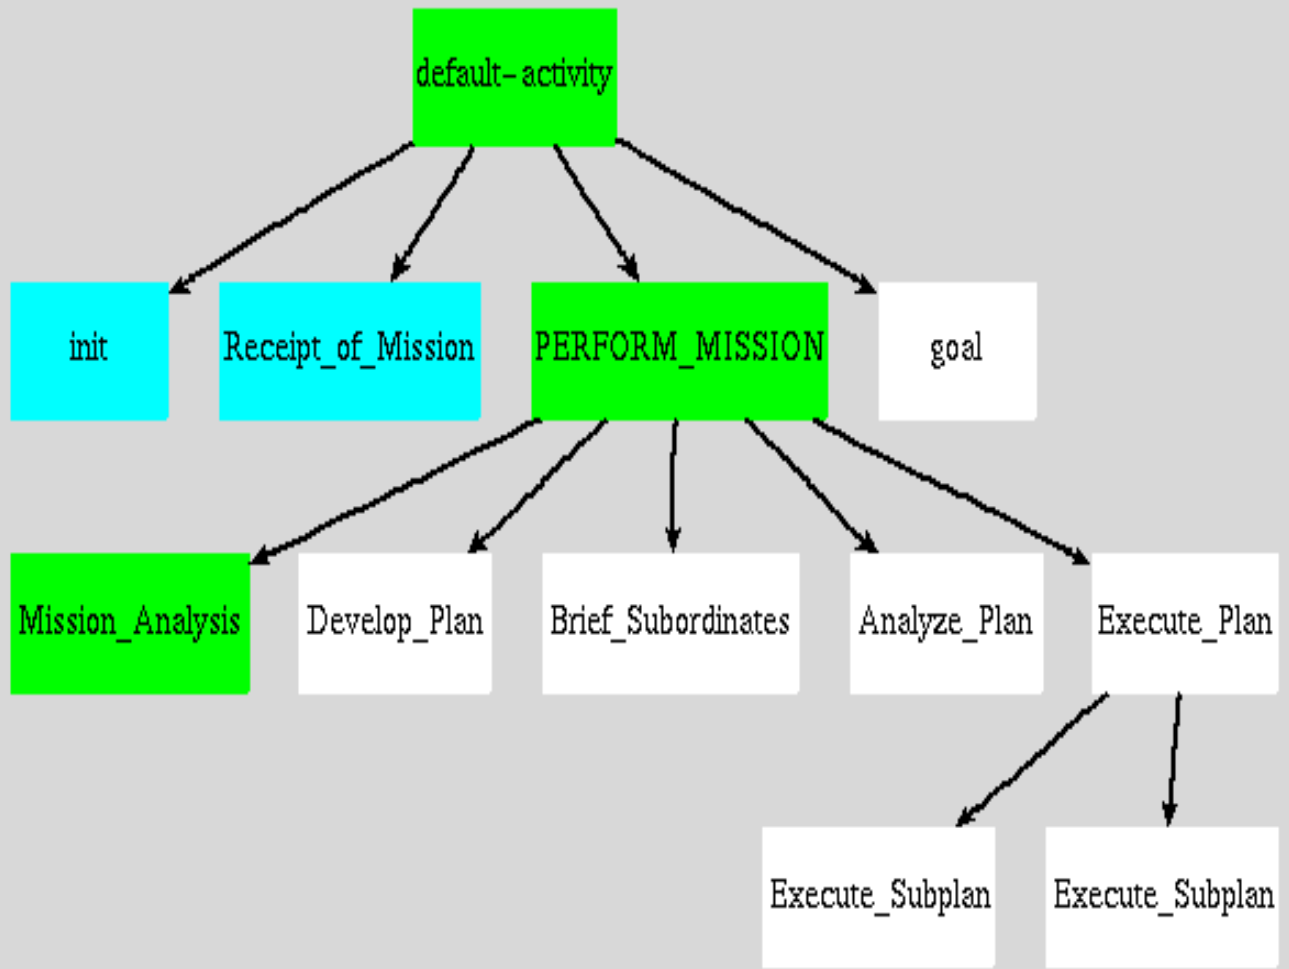 default-activity
init
Receipt_of_Mission
PERFORM_MISSION
goal
Mission_Analysis
Develop_Plan
Brief_Subordinates
Analyze_Plan
Execute_Plan
Execute_Subplan
Execute_Subplan